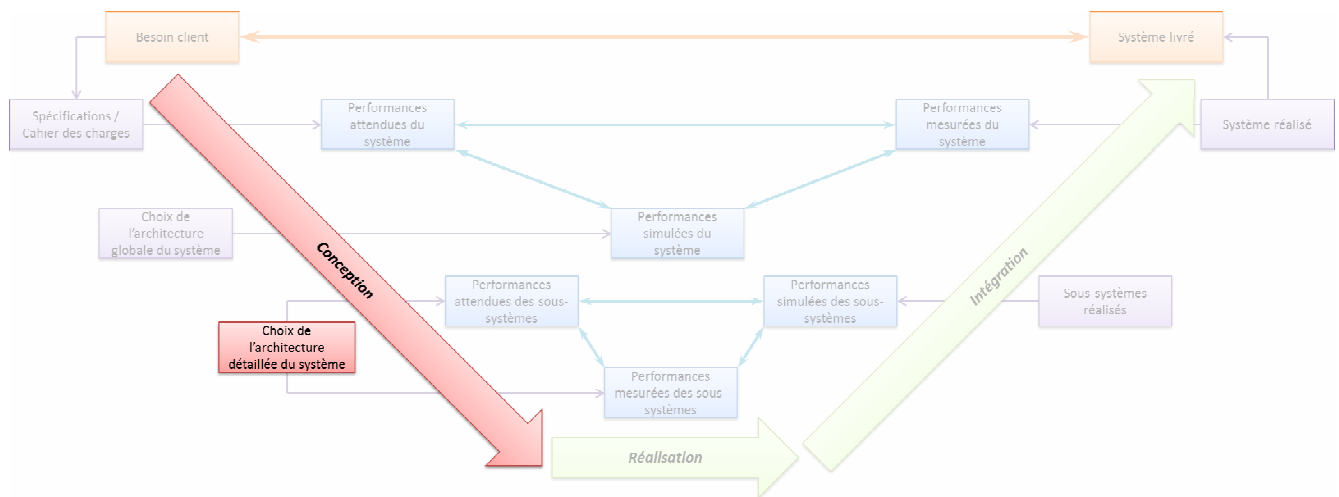 Besoin client
Système livré
Spécifications /
Cahier des charges
Performances
attendues du
système
Performances
mesurées du
système
Système réalisé
Choix de
l'architecture
globale du système
Performances
simulées du
système
Conception
Intégration
Performances
attendues des sous-
systèmes
Performances
simulées des sous-
systèmes
Sous-systèmes
réalisés
Choix de
l'architecture
détaillée du système
Performances
mesurées des sous
systèmes
Réalisation